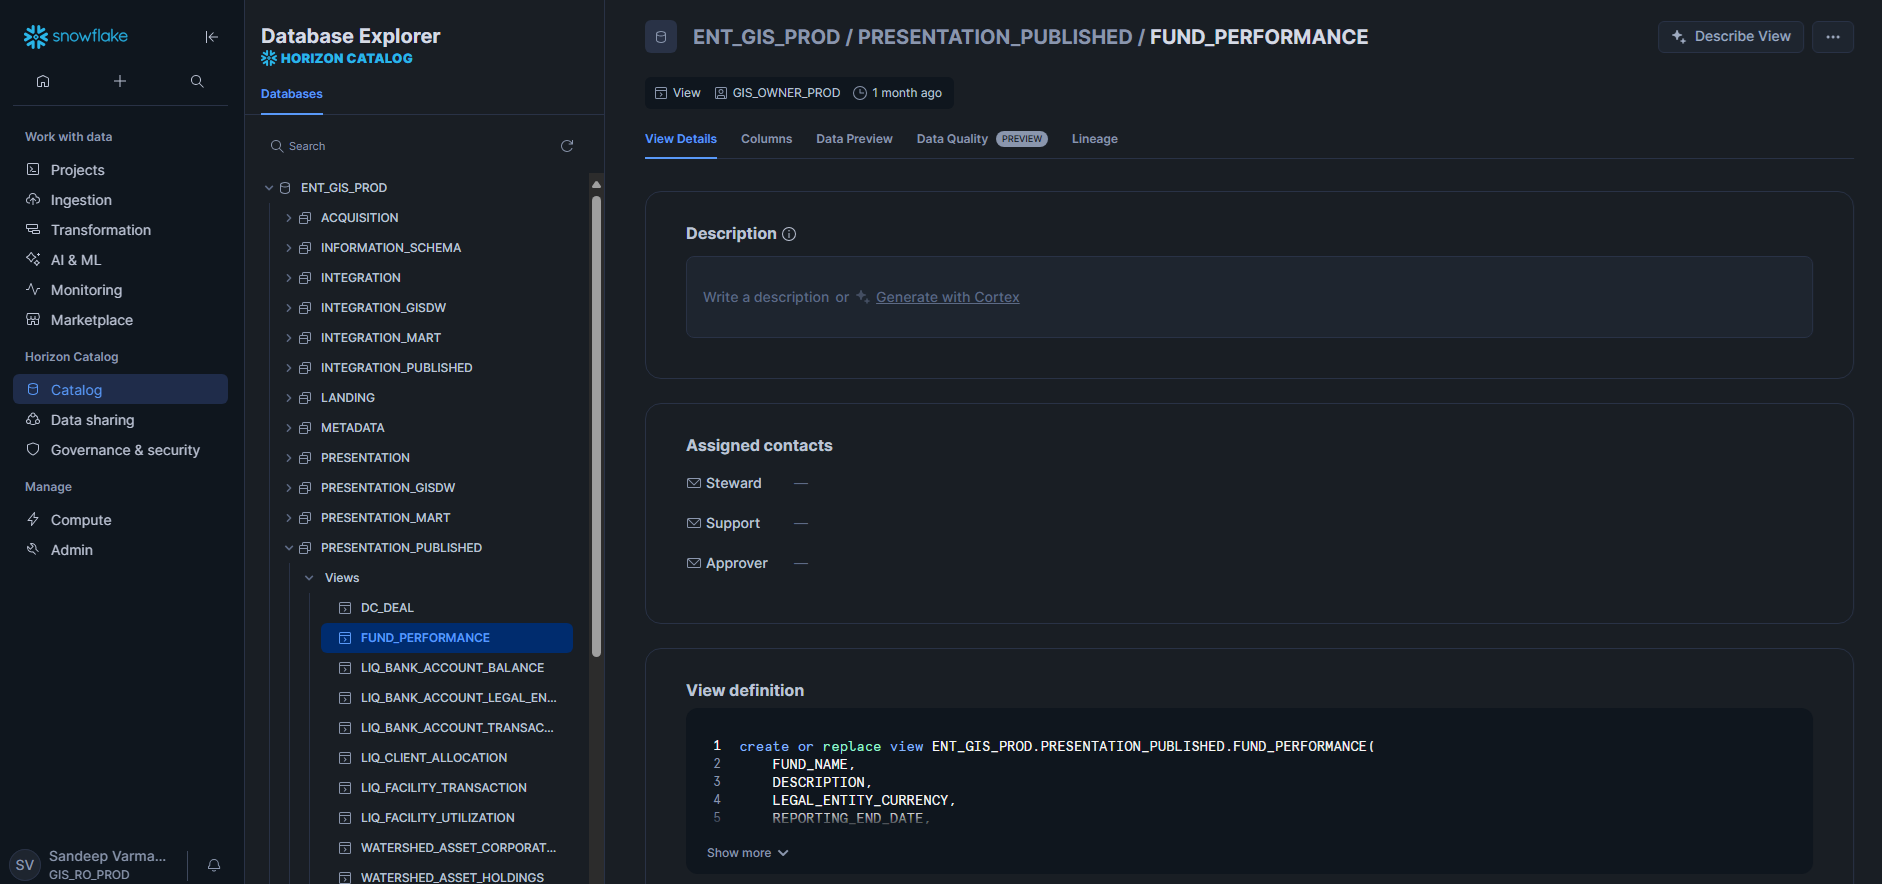 snowflake
Work with data
Projects
Ingestion
Transformation
AI & ML
Monitoring
Marketplace
Horizon Catalog
Catalog
Data sharing
Governance & security
Manage
Compute
Admin
SV
Sandeep Varma...
GIS_RO_PROD
Database Explorer
HORIZON CATALOG
Databases
Search
ENT_GIS_PROD
ACQUISITION
INFORMATION_SCHEMA
INTEGRATION
INTEGRATION_GISDW
INTEGRATION_MART
INTEGRATION_PUBLISHED
LANDING
METADATA
PRESENTATION
PRESENTATION_GISDW
PRESENTATION_MART
PRESENTATION_PUBLISHED
Views
DC_DEAL
FUND_PERFORMANCE
LIQ_BANK_ACCOUNT_BALANCE
LIQ_BANK_ACCOUNT_LEGAL_EN...
LIQ_BANK_ACCOUNT_TRANSAC...
LIQ_CLIENT_ALLOCATION
LIQ_FACILITY_TRANSACTION
LIQ_FACILITY_UTILIZATION
WATERSHED_ASSET_CORPORAT...
WATERSHED_ASSET_HOLDINGS
ENT_GIS_PROD / PRESENTATION_PUBLISHED / FUND_PERFORMANCE
Describe View
...
View GIS_OWNER_PROD 1 month ago
View Details Columns Data Preview Data Quality PREVIEW Lineage
Description
Write a description or Generate with Cortex
Assigned contacts
Steward —
Support —
Approver —
View definition
1 create or replace view ENT_GIS_PROD.PRESENTATION_PUBLISHED.FUND_PERFORMANCE(
2 FUND_NAME,
3 DESCRIPTION,
4 LEGAL_ENTITY_CURRENCY,
5 REPORTING_END_DATE,
Show more